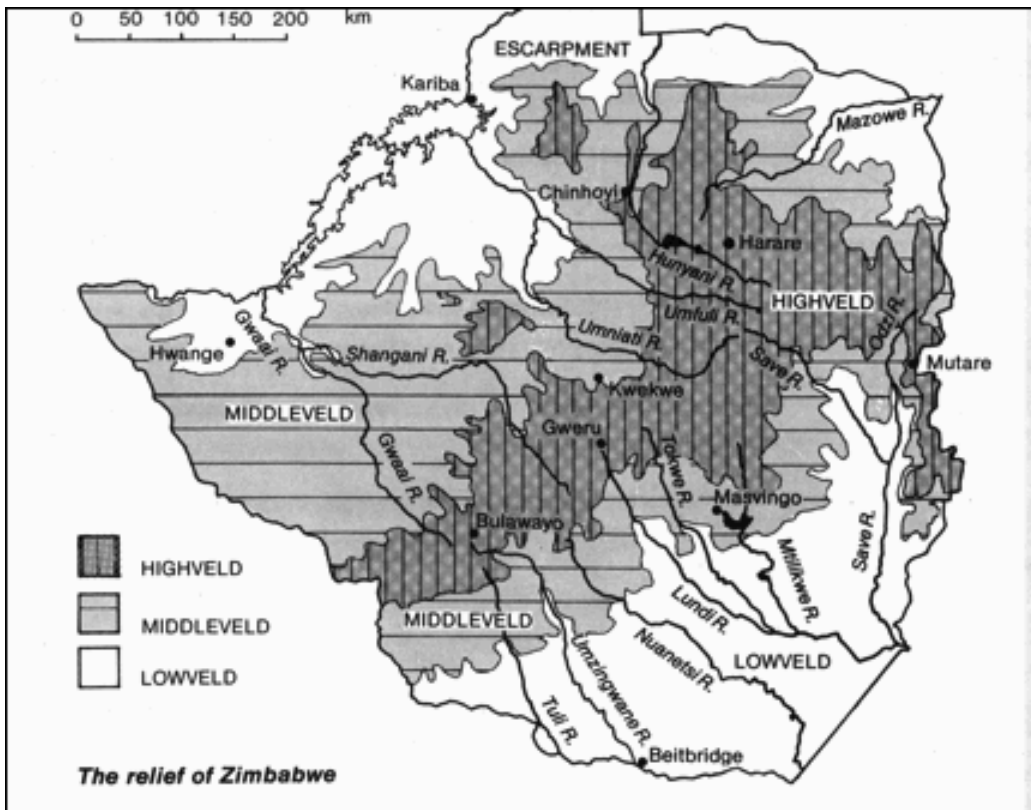 0 50 100 150 200 km
ESCARPMENT
Kariba
Mazowe R.
Chinhoyi
Harare
Hunyani R.
HIGHVELD
Umfuli R.
Odzi R.
Gwaai R.
Hwange
Shangani R.
Umniati R.
Save R.
Mutare
Kwekwe
MIDDLEVELD
Gweru
Tokwe R.
Gwaai R.
Masvingo
Bulawayo
Save R.
Mtilikwe R.
HIGHVELD
Lundi R.
MIDDLEVELD
MIDDLEVELD
Nuanetsi R.
LOWVELD
LOWVELD
Umzingwane R.
Tuli R.
Beitbridge
The relief of Zimbabwe